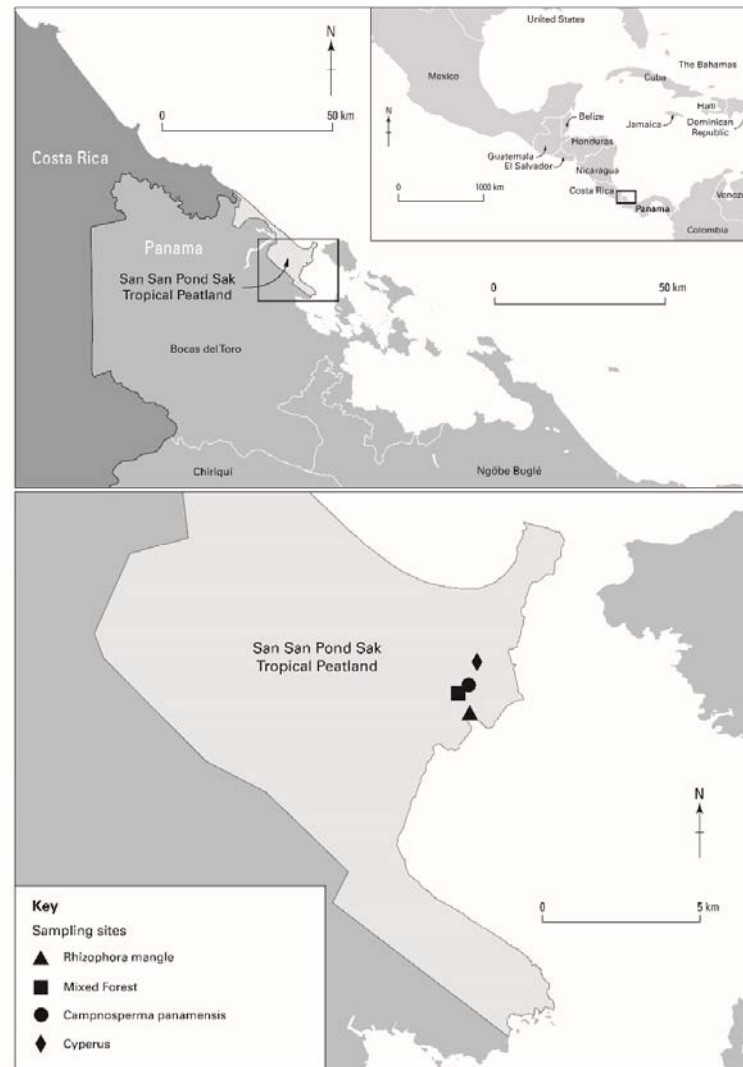 United States
N
The Bahamas
0
50 km
Mexico
Cuba
Costa Rica
N
Haiti
Belize
Jamaica
Dominican
Republic
Honduras
Guatemala
El Salvador
Nicaragua
0
1000 km
Costa Rica
Panama
Colombia
Panama
San San Pond Sak
Tropical Peatland
0
50 km
Bocas del Toro
Chiriquí
Ngöbe Buglé
San San Pond Sak
Tropical Peatland
N
0
5 km
Key
Sampling sites
Rhizophora mangle
Mixed Forest
Campnosperma panamensis
Cyperus